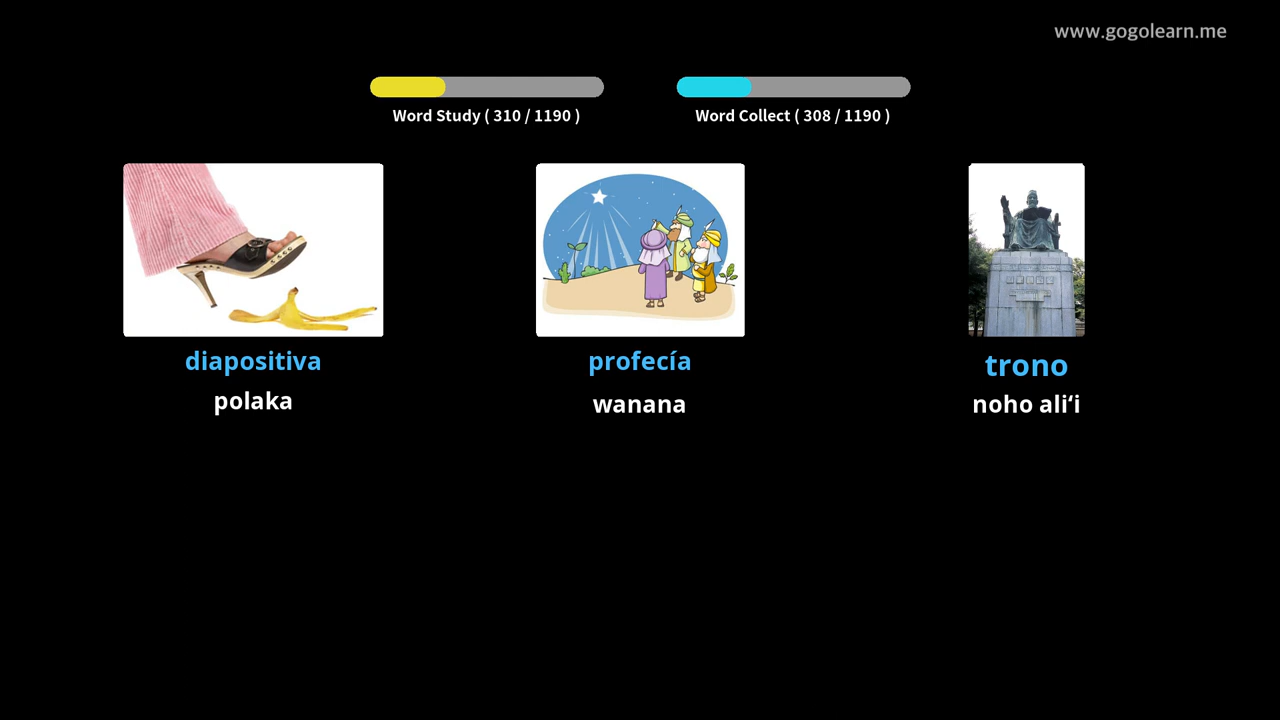 www.gogolearn.me
Word Study ( 310 / 1190 )
Word Collect ( 308 / 1190 )
diapositiva
polaka
profecía
wanana
trono
noho aliʻi